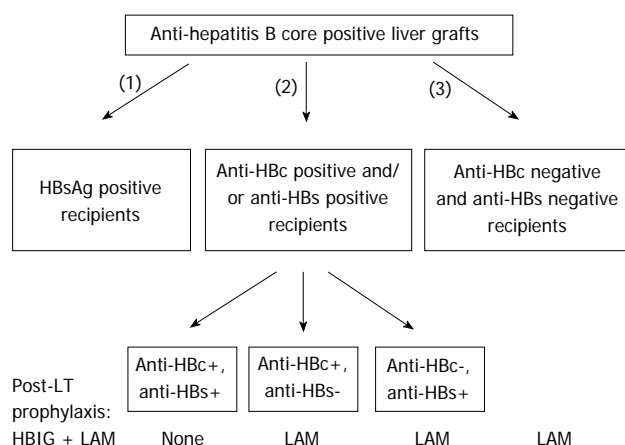 Anti-hepatitis B core positive liver grafts
(1)
(2)
(3)
HBsAg positive
recipients
Anti-HBc positive and/
or anti-HBs positive
recipients
Anti-HBc negative
and anti-HBs negative
recipients
Anti-HBc+,
anti-HBs+
Anti-HBc+,
anti-HBs-
Anti-HBc-,
anti-HBs+
Post-LT
prophylaxis:
HBIG + LAM None LAM LAM LAM